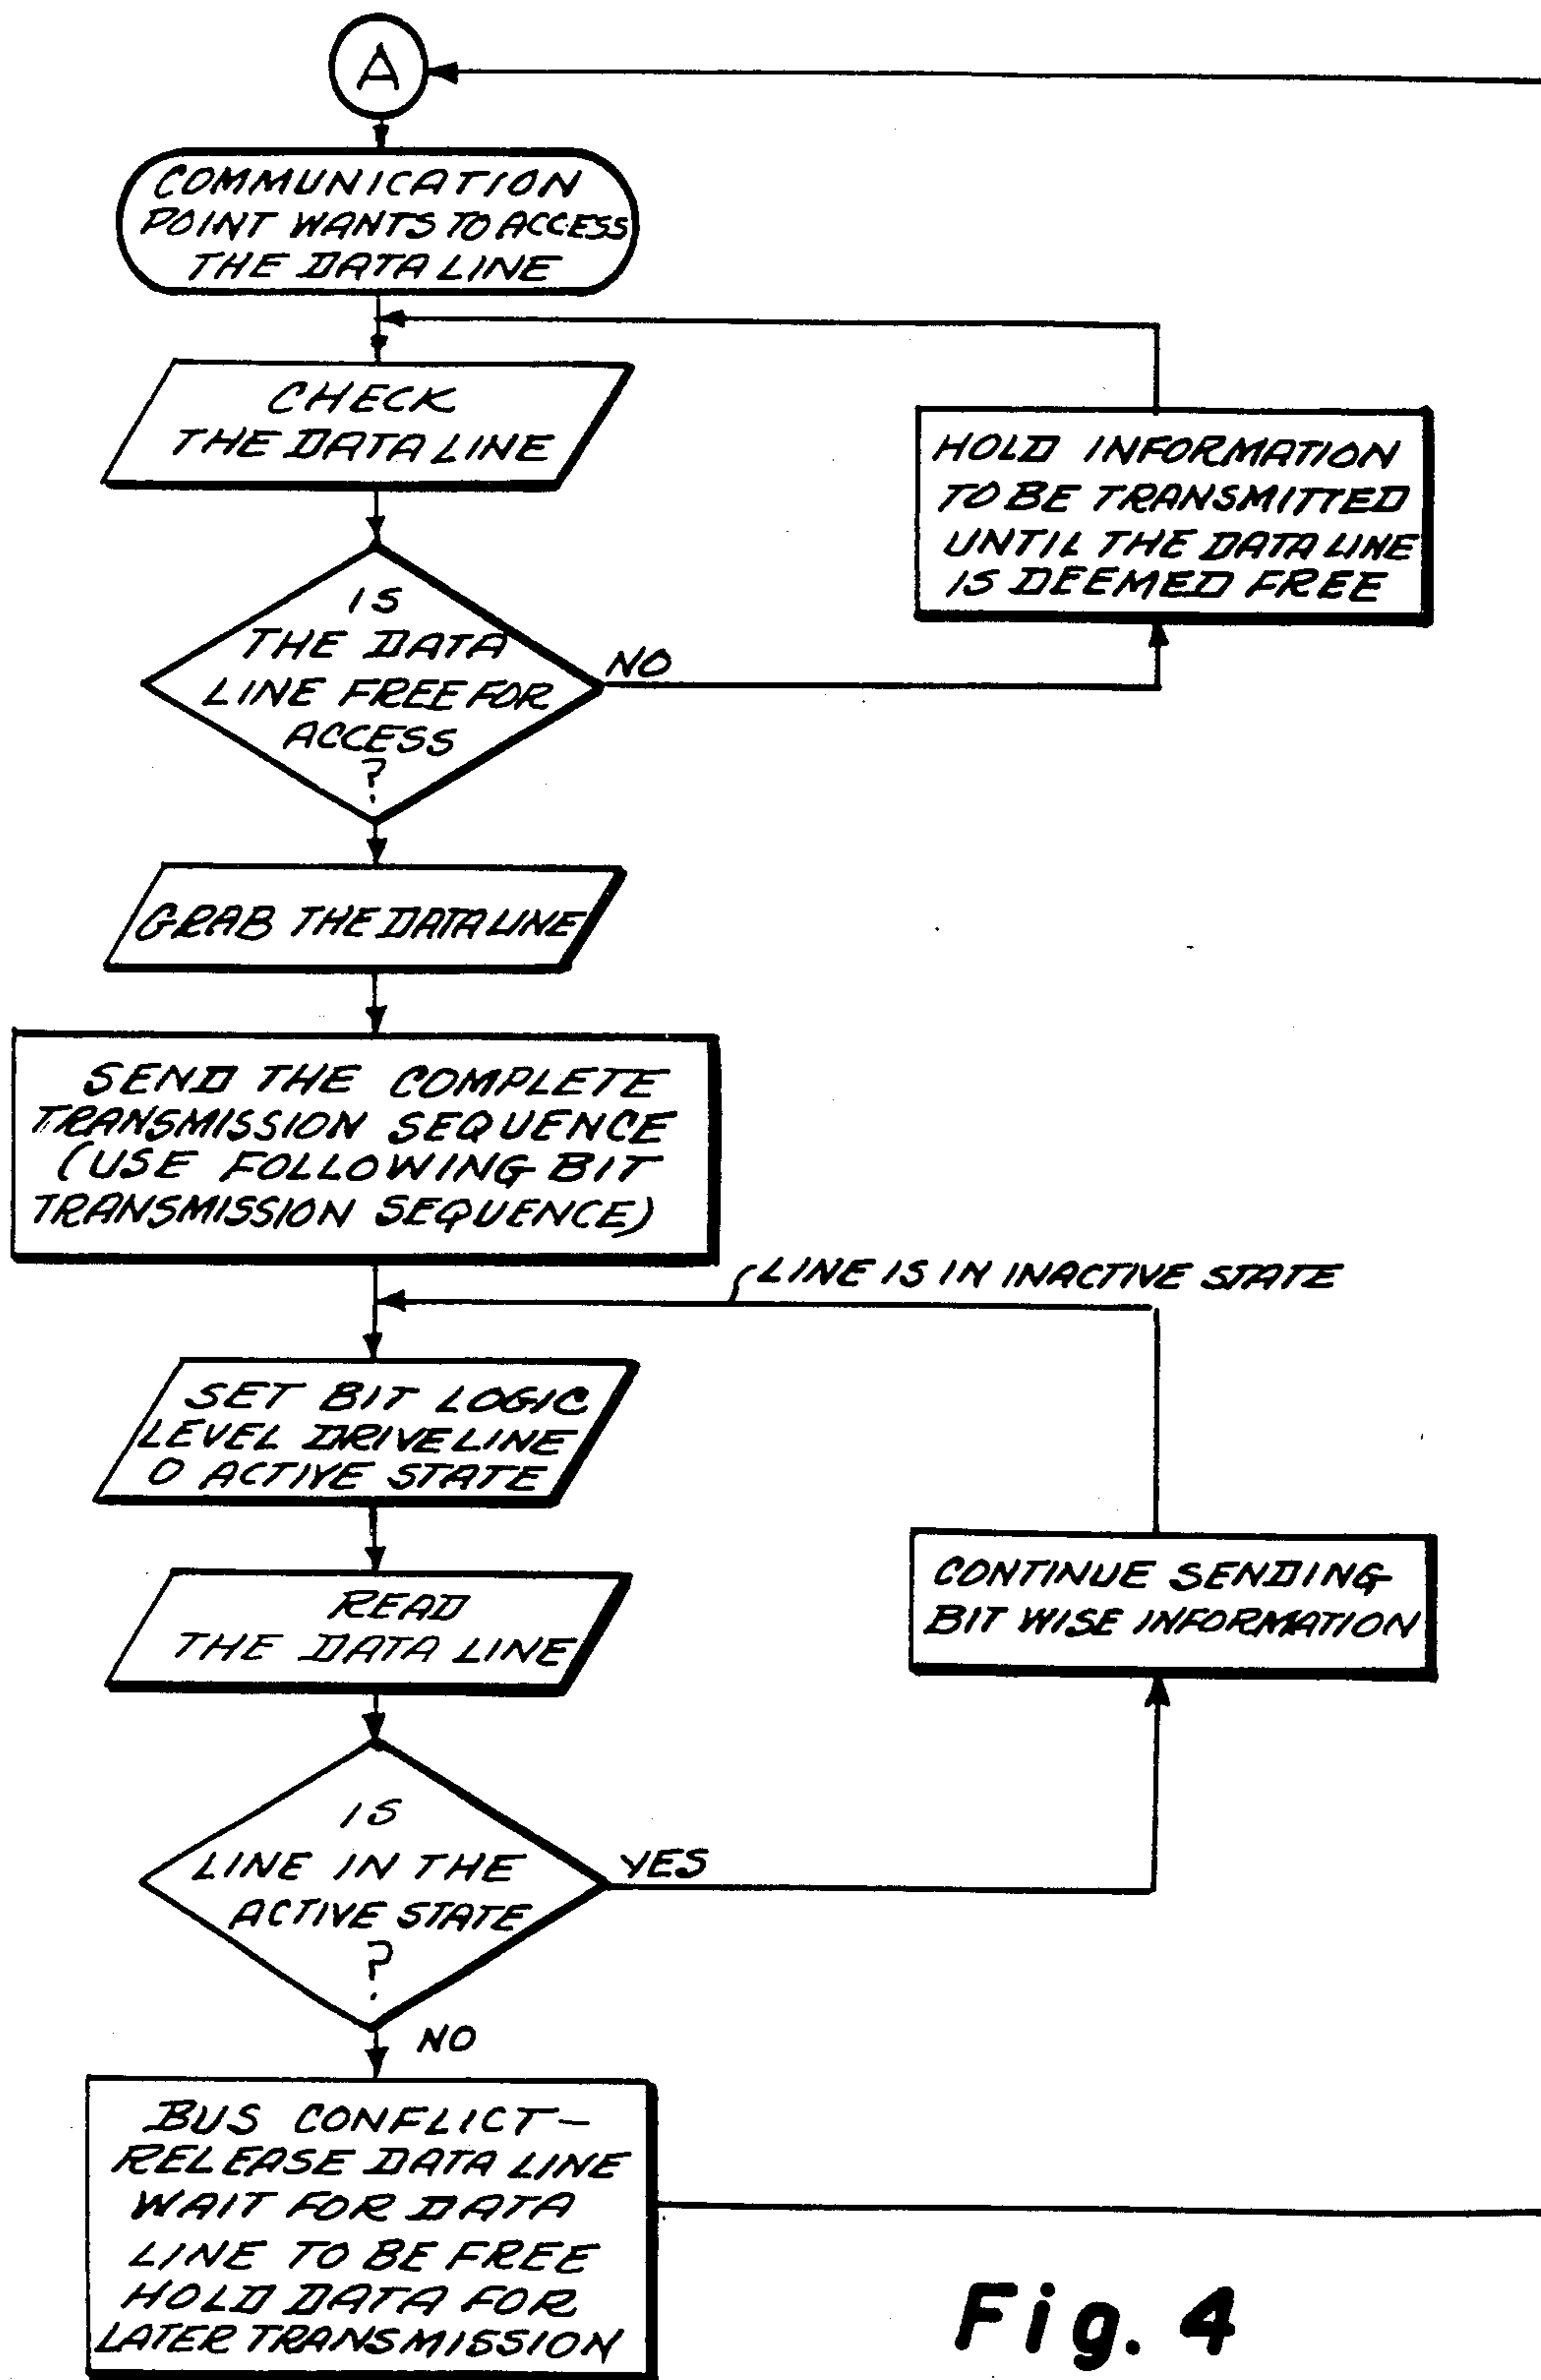 A
COMMUNICATION
POINT WANTS TO ACCESS
THE DATA LINE
CHECK
THE DATA LINE
HOLD INFORMATION
TO BE TRANSMITTED
UNTIL THE DATA LINE
IS DEEMED FREE
IS
THE DATA
LINE FREE FOR
ACCESS
?
NO
GRAB THE DATA LINE
SEND THE COMPLETE
TRANSMISSION SEQUENCE
(USE FOLLOWING BIT
TRANSMISSION SEQUENCE)
LINE IS IN INACTIVE STATE
SET BIT LOGIC
LEVEL DRIVE LINE
O ACTIVE STATE
READ
THE DATA LINE
CONTINUE SENDING
BIT WISE INFORMATION
IS
LINE IN THE
ACTIVE STATE
?
YES
NO
BUS CONFLICT-
RELEASE DATA LINE
WAIT FOR DATA
LINE TO BE FREE
HOLD DATA FOR
LATER TRANSMISSION
Fig. 4